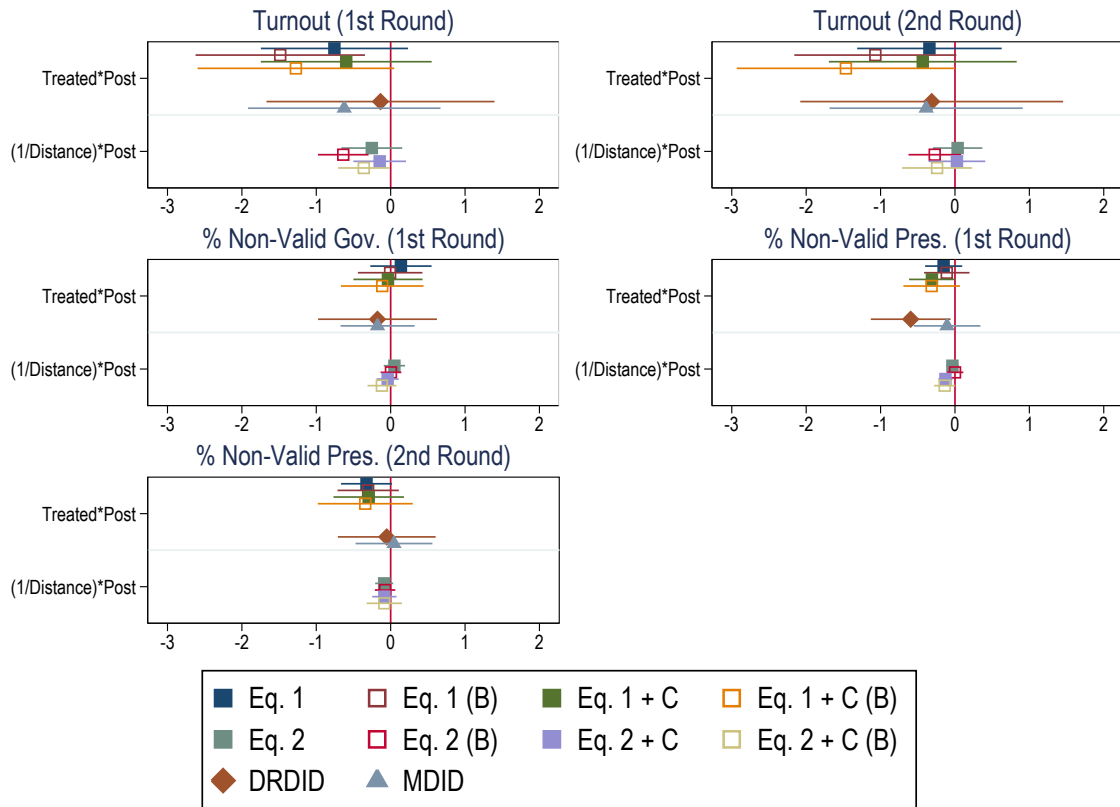 Turnout (1st Round)
Treated*Post
(1/Distance)*Post
-3 -2 -1 0 1 2
Turnout (2nd Round)
Treated*Post
(1/Distance)*Post
-3 -2 -1 0 1 2
% Non-Valid Gov. (1st Round)
Treated*Post
(1/Distance)*Post
-3 -2 -1 0 1 2
% Non-Valid Pres. (1st Round)
Treated*Post
(1/Distance)*Post
-3 -2 -1 0 1 2
% Non-Valid Pres. (2nd Round)
Treated*Post
(1/Distance)*Post
-3 -2 -1 0 1 2
Eq. 1 Eq. 1 (B) Eq. 1 + C Eq. 1 + C (B)
Eq. 2 Eq. 2 (B) Eq. 2 + C Eq. 2 + C (B)
DRDID MDID